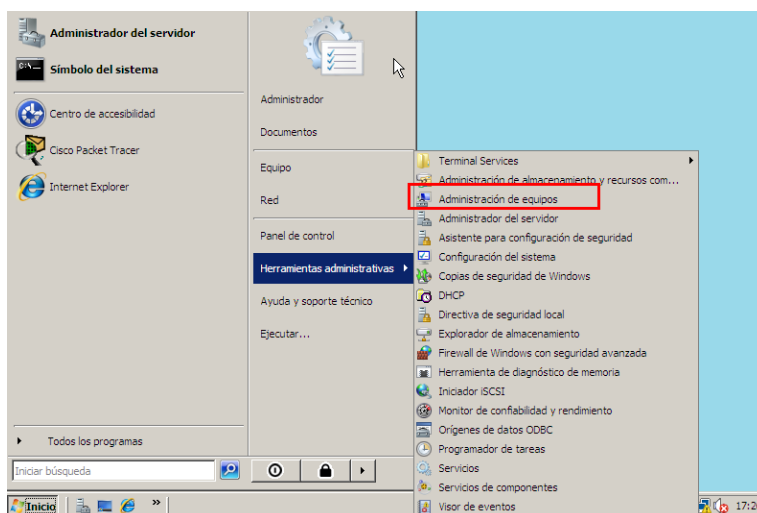 Administrador del servidor
Símbolo del sistema
Centro de accesibilidad
Cisco Packet Tracer
Internet Explorer
Todos los programas
Iniciar búsqueda
Administrador
Documentos
Equipo
Red
Panel de control
Herramientas administrativas
Ayuda y soporte técnico
Ejecutar...
Terminal Services
Administración de almacenamiento y recursos com...
Administración de equipos
Administrador del servidor
Asistente para configuración de seguridad
Configuración del sistema
Copias de seguridad de Windows
DHCP
Directiva de seguridad local
Explorador de almacenamiento
Firewall de Windows con seguridad avanzada
Herramienta de diagnóstico de memoria
Iniciador iSCSI
Monitor de confiabilidad y rendimiento
Orígenes de datos ODBC
Programador de tareas
Servicios
Servicios de componentes
Visor de eventos
Inicio
»